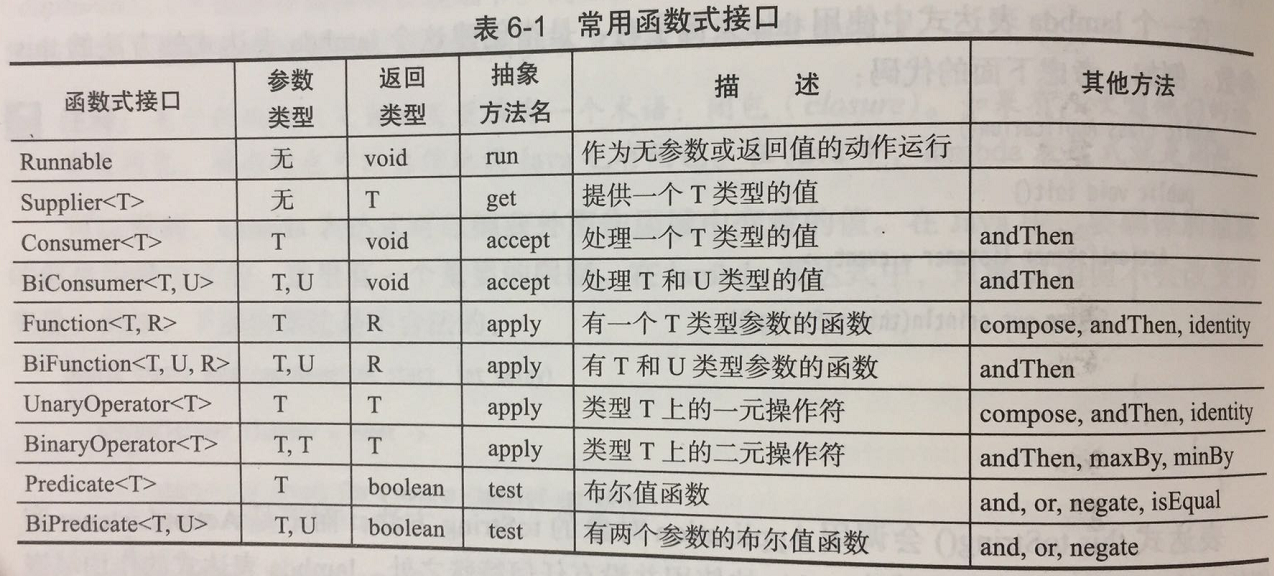 表 6-1 常用函数式接口
函数式接口 参数类型 返回类型 抽象方法名 描 述 其他方法
Runnable 无 void run 作为无参数或返回值的动作运行
Supplier<T> 无 T get 提供一个 T 类型的值
Consumer<T> T void accept 处理一个 T 类型的值 andThen
BiConsumer<T, U> T, U void accept 处理 T 和 U 类型的值 andThen
Function<T, R> T R apply 有一个 T 类型参数的函数 compose, andThen, identity
BiFunction<T, U, R> T, U R apply 有 T 和 U 类型参数的函数 andThen
UnaryOperator<T> T T apply 类型 T 上的一元操作符 compose, andThen, identity
BinaryOperator<T> T, T T apply 类型 T 上的二元操作符 andThen, maxBy, minBy
Predicate<T> T boolean test 布尔值函数 and, or, negate, isEqual
BiPredicate<T, U> T, U boolean test 有两个参数的布尔值函数 and, or, negate